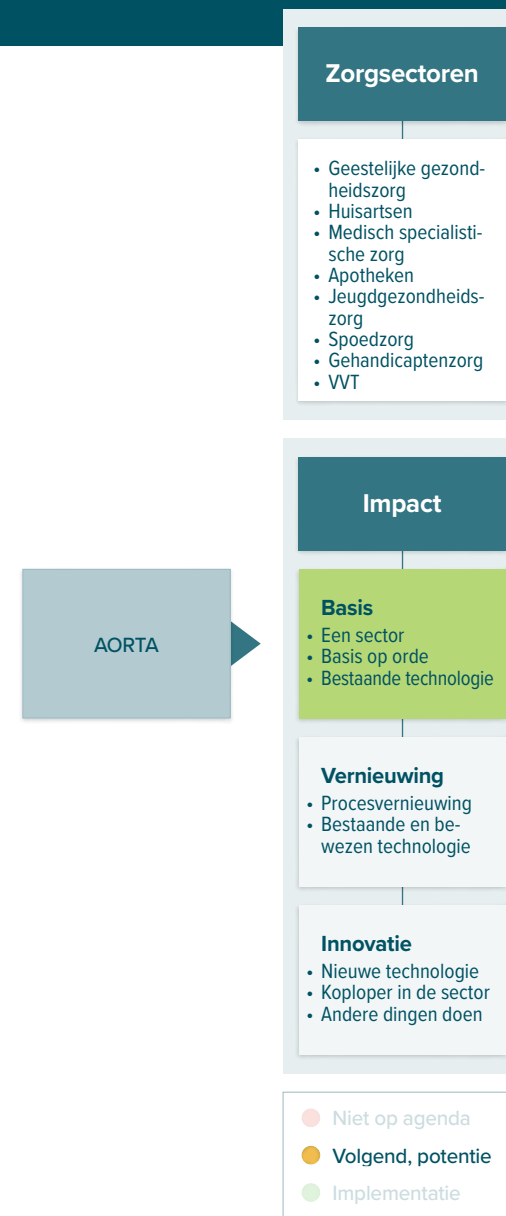 Zorgsectoren
• Geestelijke gezond-
heidszorg
• Huisartsen
• Medisch specialisti-
sche zorg
• Apotheken
• Jeugdgezondheids-
zorg
• Spoedzorg
• Gehandicaptenzorg
• VVT
Impact
AORTA
Basis
• Een sector
• Basis op orde
• Bestaande technologie
Vernieuwing
• Procesvernieuwing
• Bestaande en be-
wezen technologie
Innovatie
• Nieuwe technologie
• Koploper in de sector
• Andere dingen doen
Niet op agenda
Volgend, potentie
Implementatie